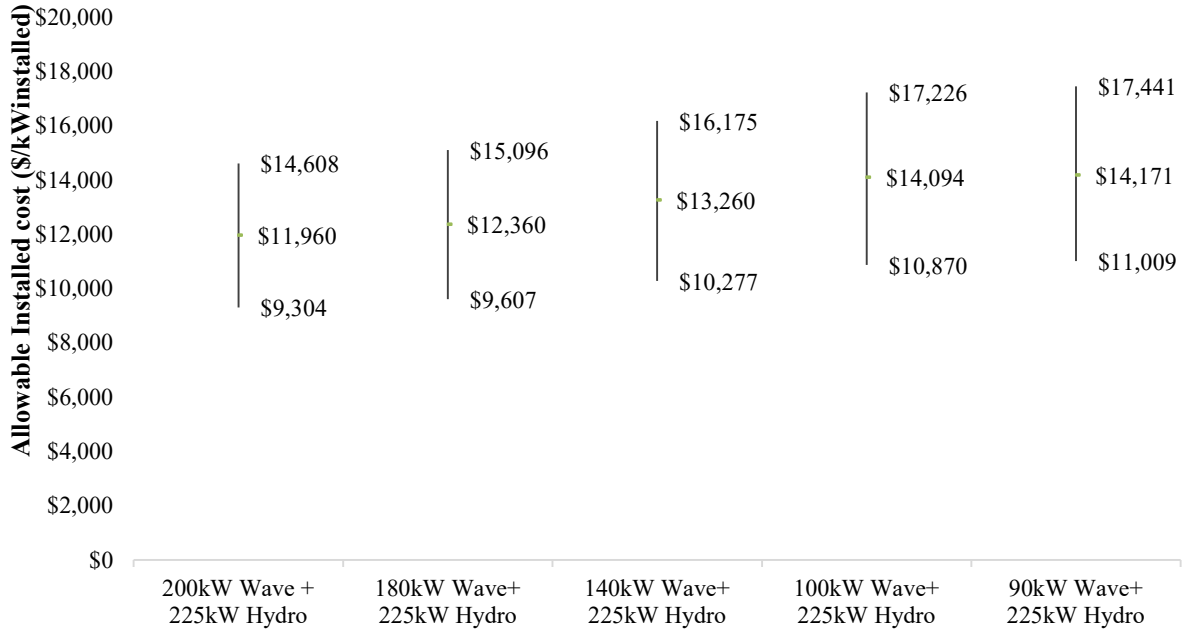 Allowable Installed cost ($/kWinstalled)
$20,000
$18,000
$16,000
$14,000
$12,000
$10,000
$8,000
$6,000
$4,000
$2,000
$0
$14,608
$11,960
$9,304
$15,096
$12,360
$9,607
$16,175
$13,260
$10,277
$17,226
$14,094
$10,870
$17,441
$14,171
$11,009
200kW Wave +
225kW Hydro
180kW Wave+
225kW Hydro
140kW Wave+
225kW Hydro
100kW Wave+
225kW Hydro
90kW Wave+
225kW Hydro